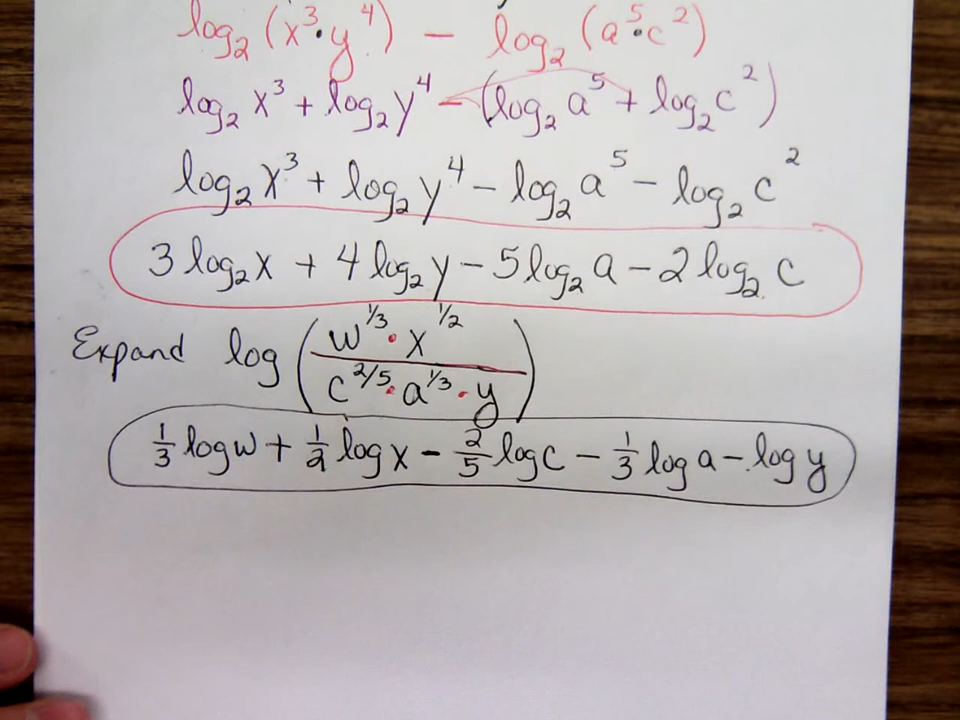 log₂ (x³·y⁴) − log₂ (a⁵·c²)
log₂ x³ + log₂ y⁴ − (log₂ a⁵ + log₂ c²)
log₂ x³ + log₂ y⁴ − log₂ a⁵ − log₂ c²
3 log₂ x + 4 log₂ y − 5 log₂ a − 2 log₂ c
Expand log (w^1/3 · x^1/2 / c^2/5 · a^1/3 · y)
1/3 log w + 1/2 log x − 2/5 log c − 1/3 log a − log y